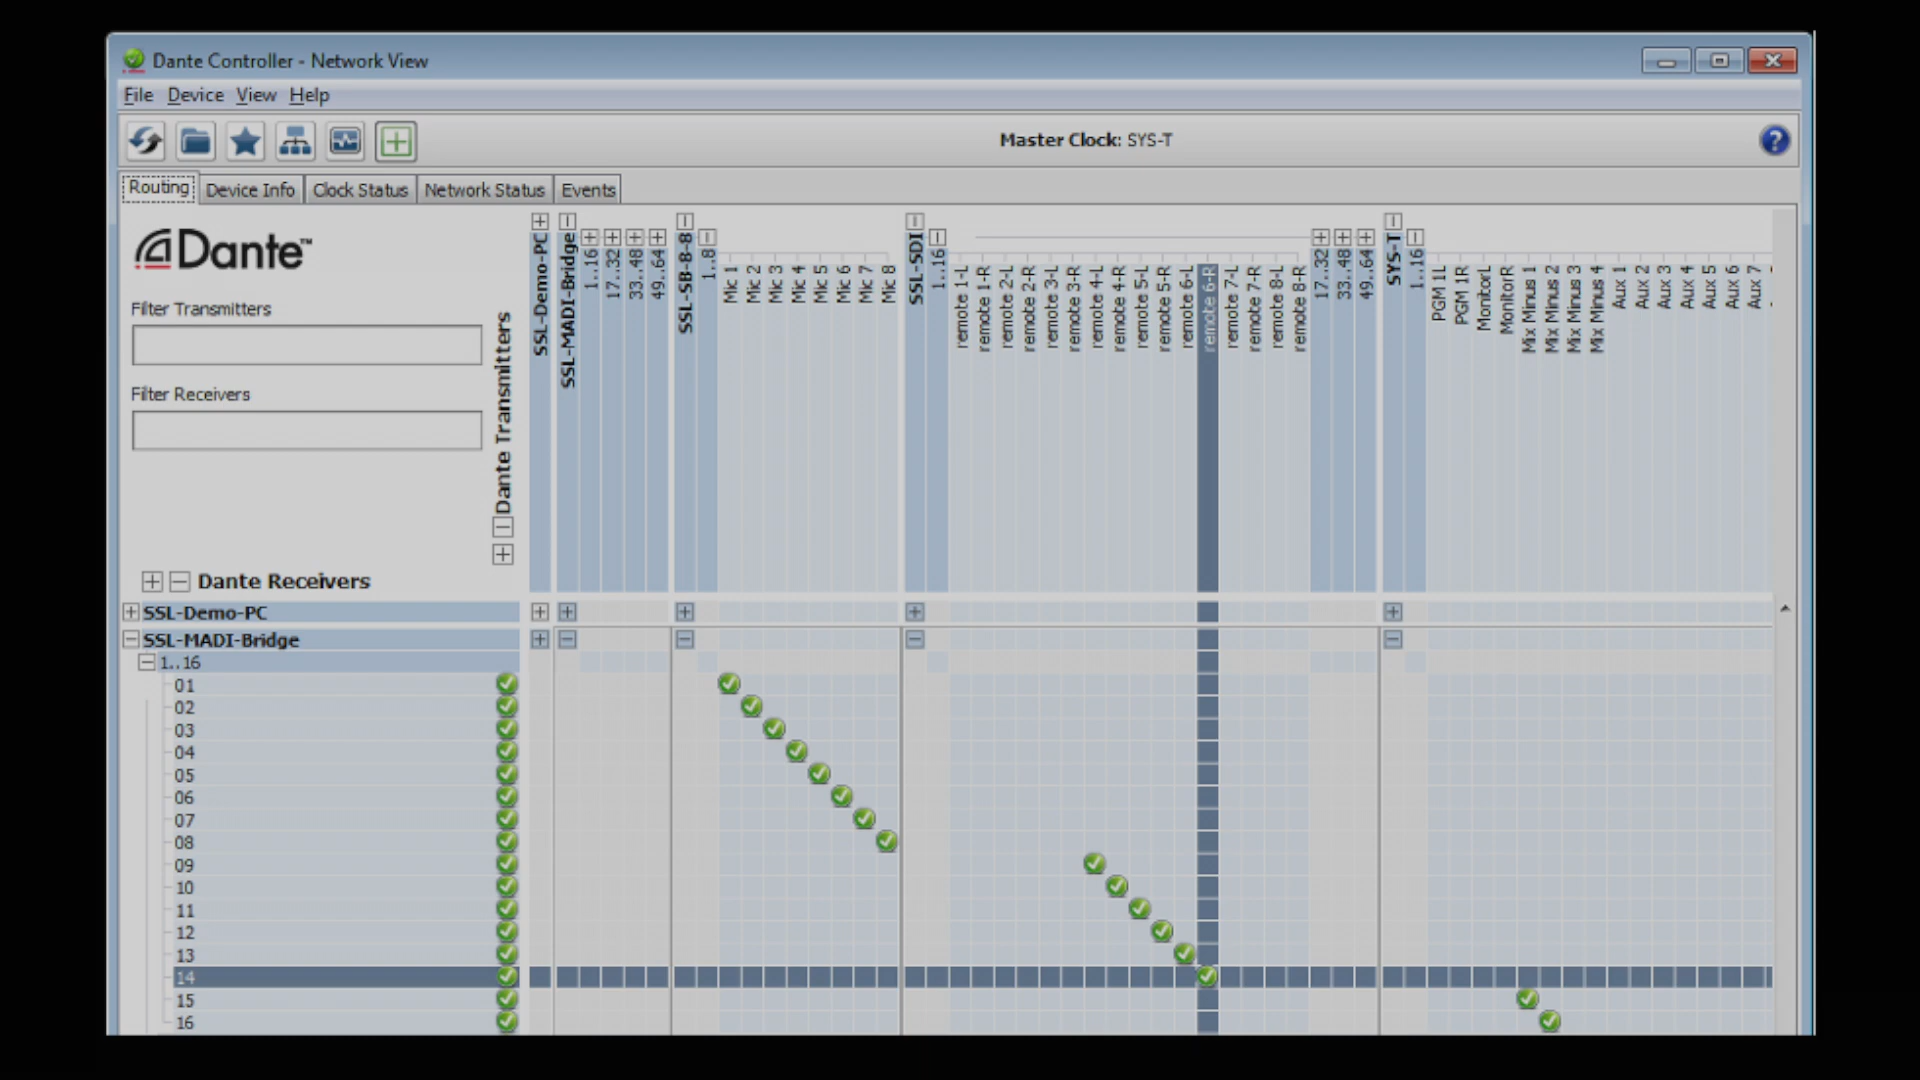 Dante Controller - Network View
File Device View Help
Master Clock: SYS-T
?
Routing Device Info Clock Status Network Status Events
Dante™
Filter Transmitters
Filter Receivers
Dante Transmitters
Dante Receivers
SSL-Demo-PC
SSL-MADI-Bridge
1..16
17..32
33..48
49..64
SSL-SB-8-8
1..8
Mic 1
Mic 2
Mic 3
Mic 4
Mic 5
Mic 6
Mic 7
Mic 8
SSL-SDI
1..16
remote 1-L
remote 1-R
remote 2-L
remote 2-R
remote 3-L
remote 3-R
remote 4-L
remote 4-R
remote 5-L
remote 5-R
remote 6-L
remote 6-R
remote 7-L
remote 7-R
remote 8-L
remote 8-R
17..32
33..48
49..64
SYS-T
1..16
PGM 1L
PGM 1R
MonitorL
MonitorR
Mix Minus 1
Mix Minus 2
Mix Minus 3
Mix Minus 4
Aux 1
Aux 2
Aux 3
Aux 4
Aux 5
Aux 6
Aux 7
SSL-Demo-PC
SSL-MADI-Bridge
1..16
01
02
03
04
05
06
07
08
09
10
11
12
13
14
15
16